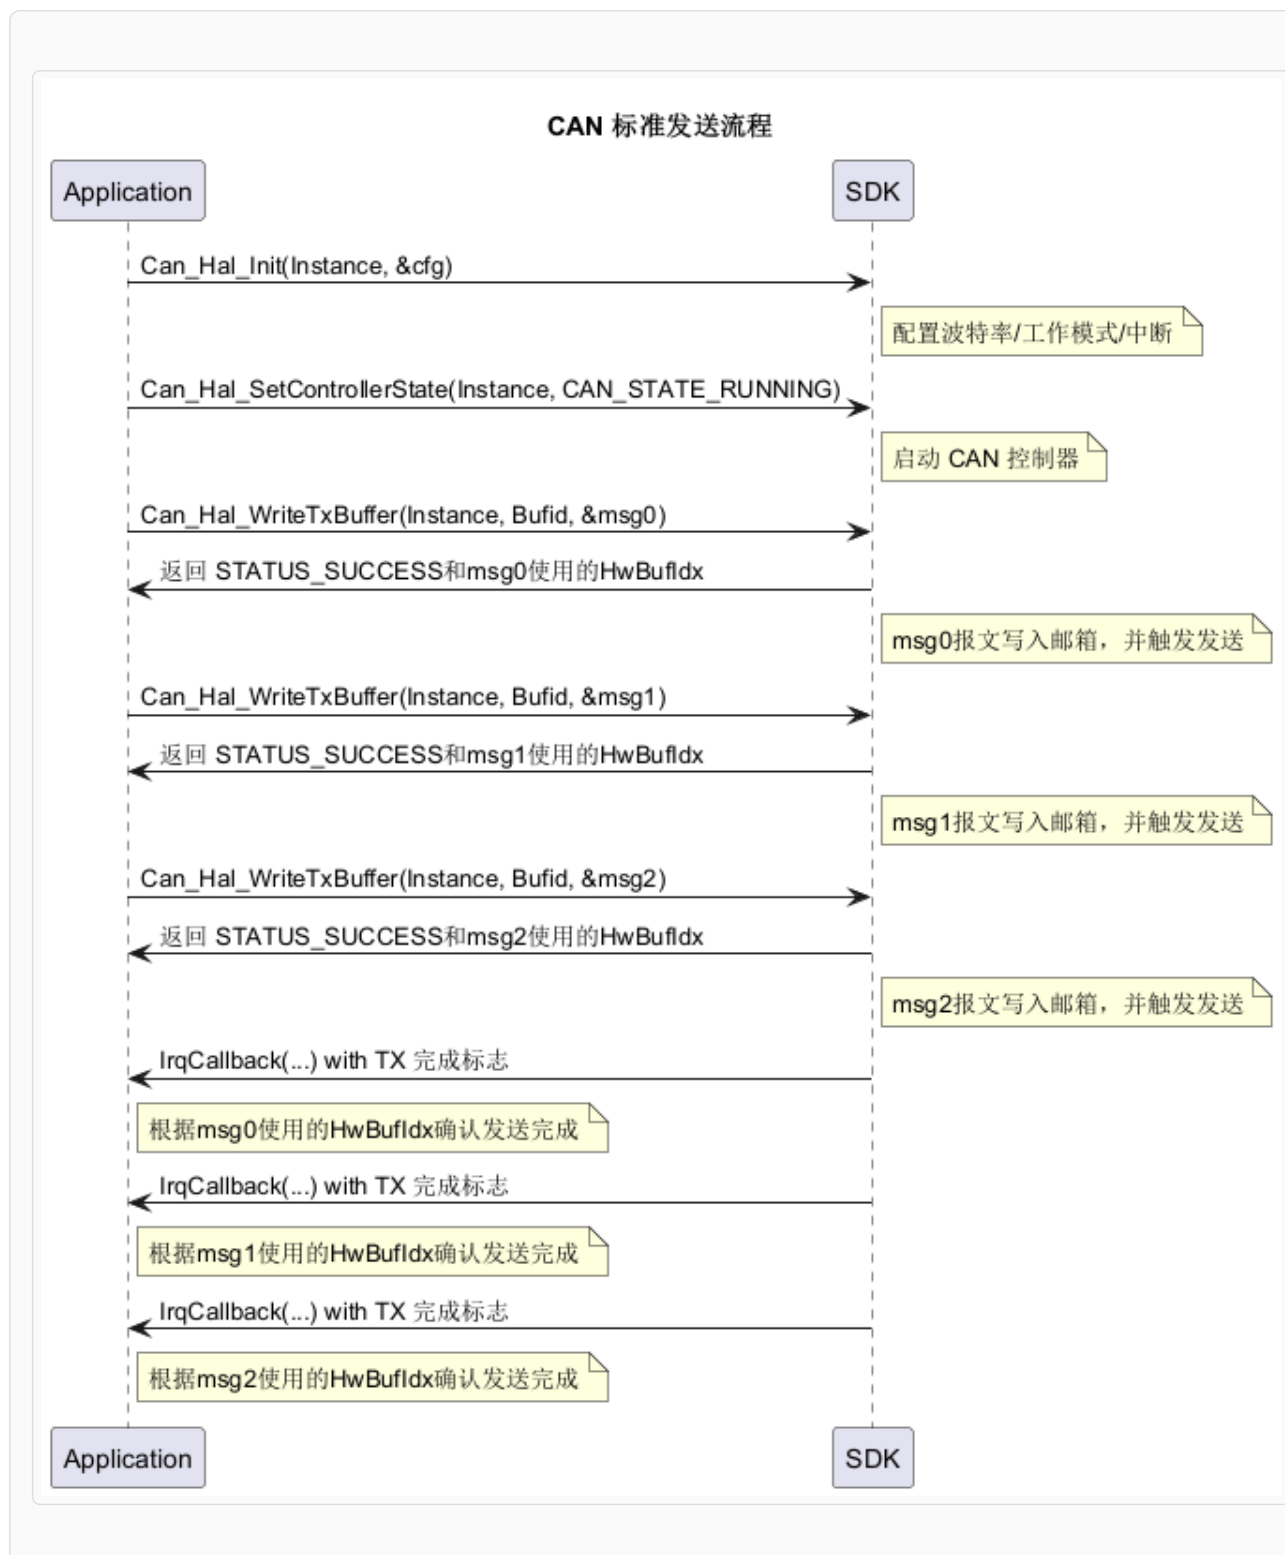 CAN 标准发送流程
Application
SDK
Can_Hal_Init(Instance, &cfg)
配置波特率/工作模式/中断
Can_Hal_SetControllerState(Instance, CAN_STATE_RUNNING)
启动 CAN 控制器
Can_Hal_WriteTxBuffer(Instance, Bufid, &msg0)
返回 STATUS_SUCCESS和msg0使用的HwBufIdx
msg0报文写入邮箱，并触发发送
Can_Hal_WriteTxBuffer(Instance, Bufid, &msg1)
返回 STATUS_SUCCESS和msg1使用的HwBufIdx
msg1报文写入邮箱，并触发发送
Can_Hal_WriteTxBuffer(Instance, Bufid, &msg2)
返回 STATUS_SUCCESS和msg2使用的HwBufIdx
msg2报文写入邮箱，并触发发送
IrqCallback(...) with TX 完成标志
根据msg0使用的HwBufIdx确认发送完成
IrqCallback(...) with TX 完成标志
根据msg1使用的HwBufIdx确认发送完成
IrqCallback(...) with TX 完成标志
根据msg2使用的HwBufIdx确认发送完成
Application
SDK